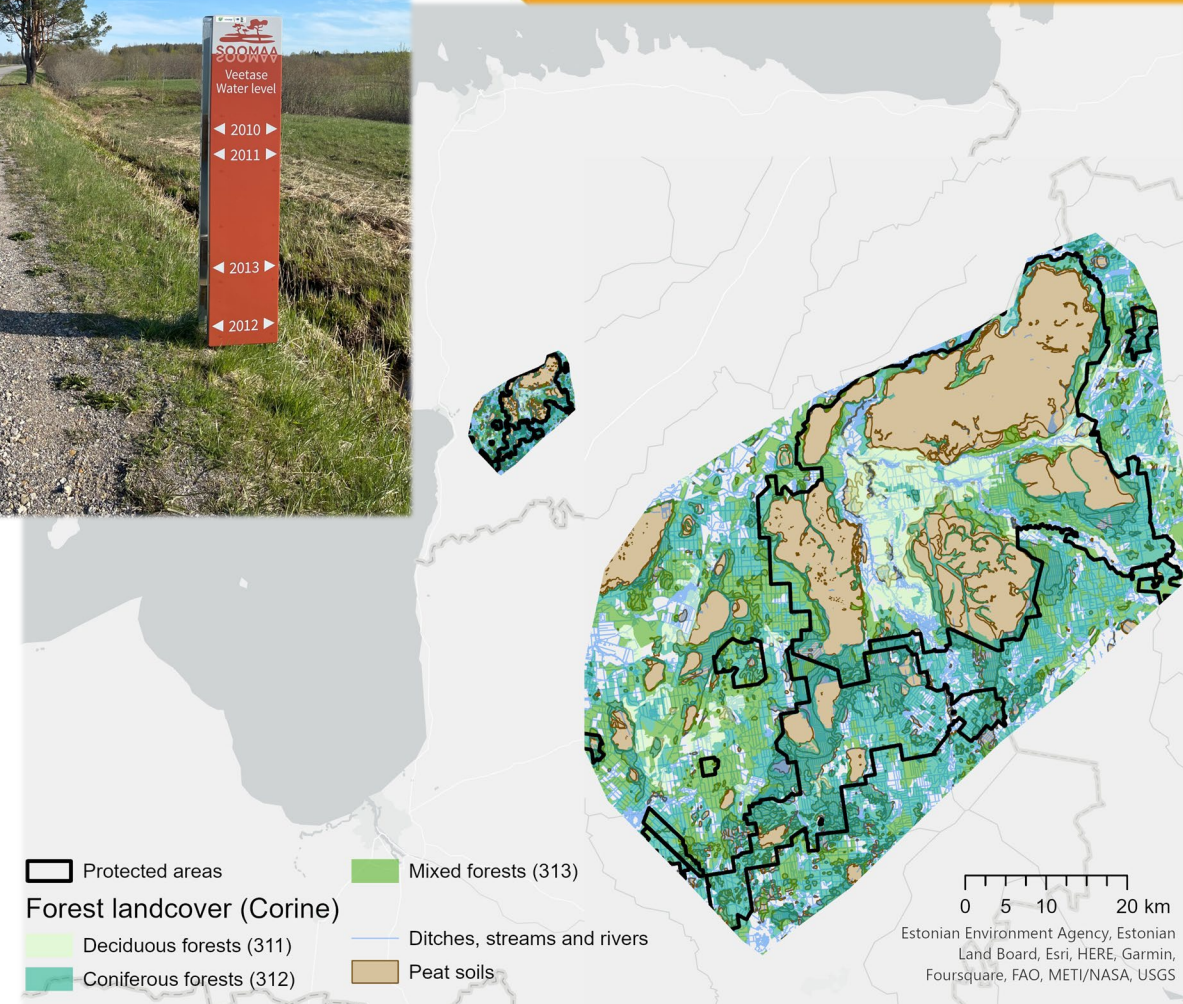 SOOMAA
Veetase
Water level
◄ 2010 ►
◄ 2011 ►
◄ 2013 ►
◄ 2012 ►
Protected areas
Forest landcover (Corine)
Deciduous forests (311)
Coniferous forests (312)
Mixed forests (313)
Ditches, streams and rivers
Peat soils
0 5 10 20 km
Estonian Environment Agency, Estonian
Land Board, Esri, HERE, Garmin,
Foursquare, FAO, METI/NASA, USGS